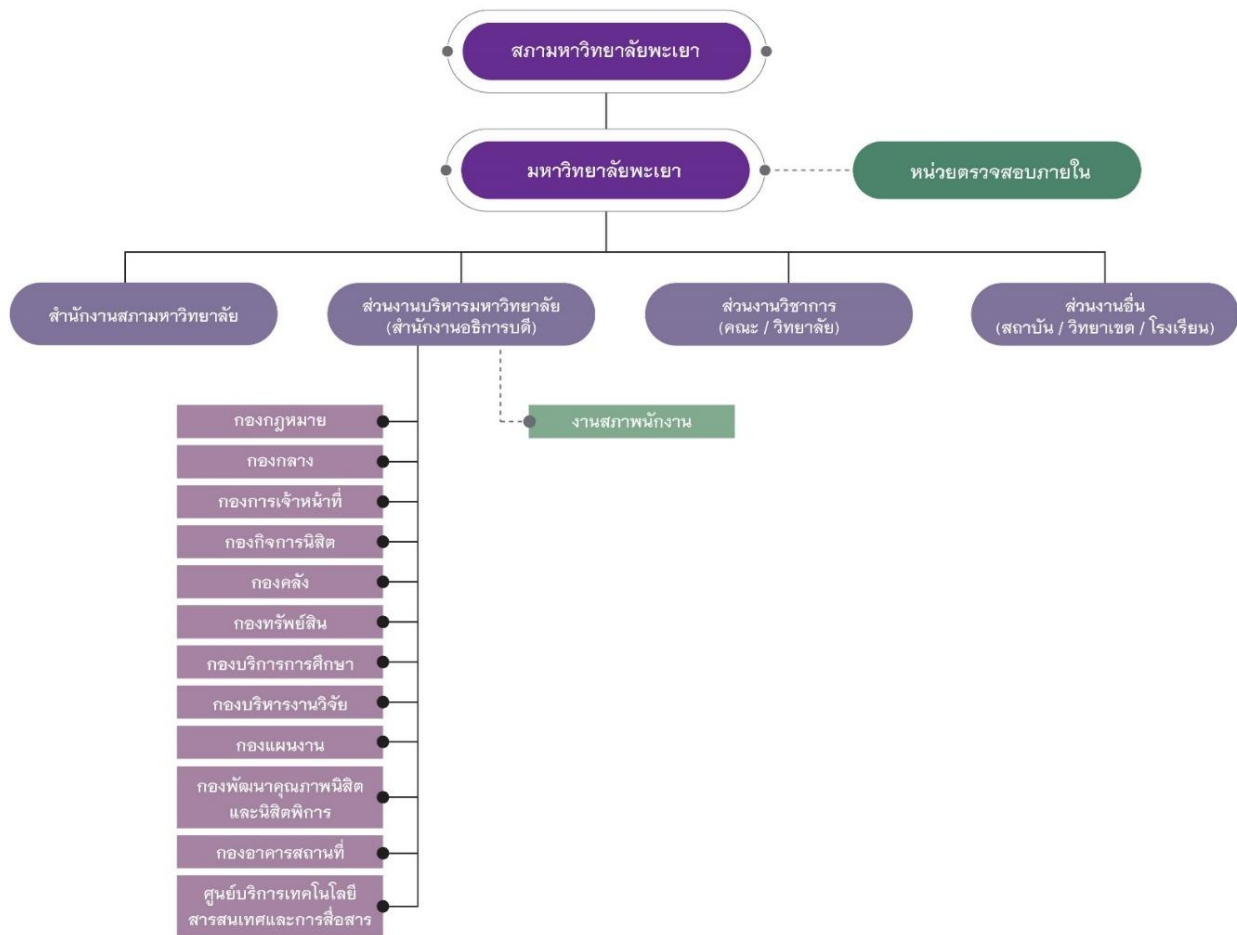 สภามหาวิทยาลัยพะเยา
มหาวิทยาลัยพะเยา
หน่วยตรวจสอบภายใน
สำนักงานสภามหาวิทยาลัย
ส่วนงานบริหารมหาวิทยาลัย
(สำนักงานอธิการบดี)
ส่วนงานวิชาการ
(คณะ / วิทยาลัย)
ส่วนงานอื่น
(สถาบัน / วิทยาเขต / โรงเรียน)
กองกฎหมาย
กองกลาง
กองการเจ้าหน้าที่
กองกิจการนิสิต
กองคลัง
กองทรัพย์สิน
กองบริการการศึกษา
กองบริหารงานวิจัย
กองแผนงาน
กองพัฒนาคุณภาพนิสิต
และนิสิตพิการ
กองอาคารสถานที่
ศูนย์บริการเทคโนโลยี
สารสนเทศและการสื่อสาร
งานสภาพนักงาน